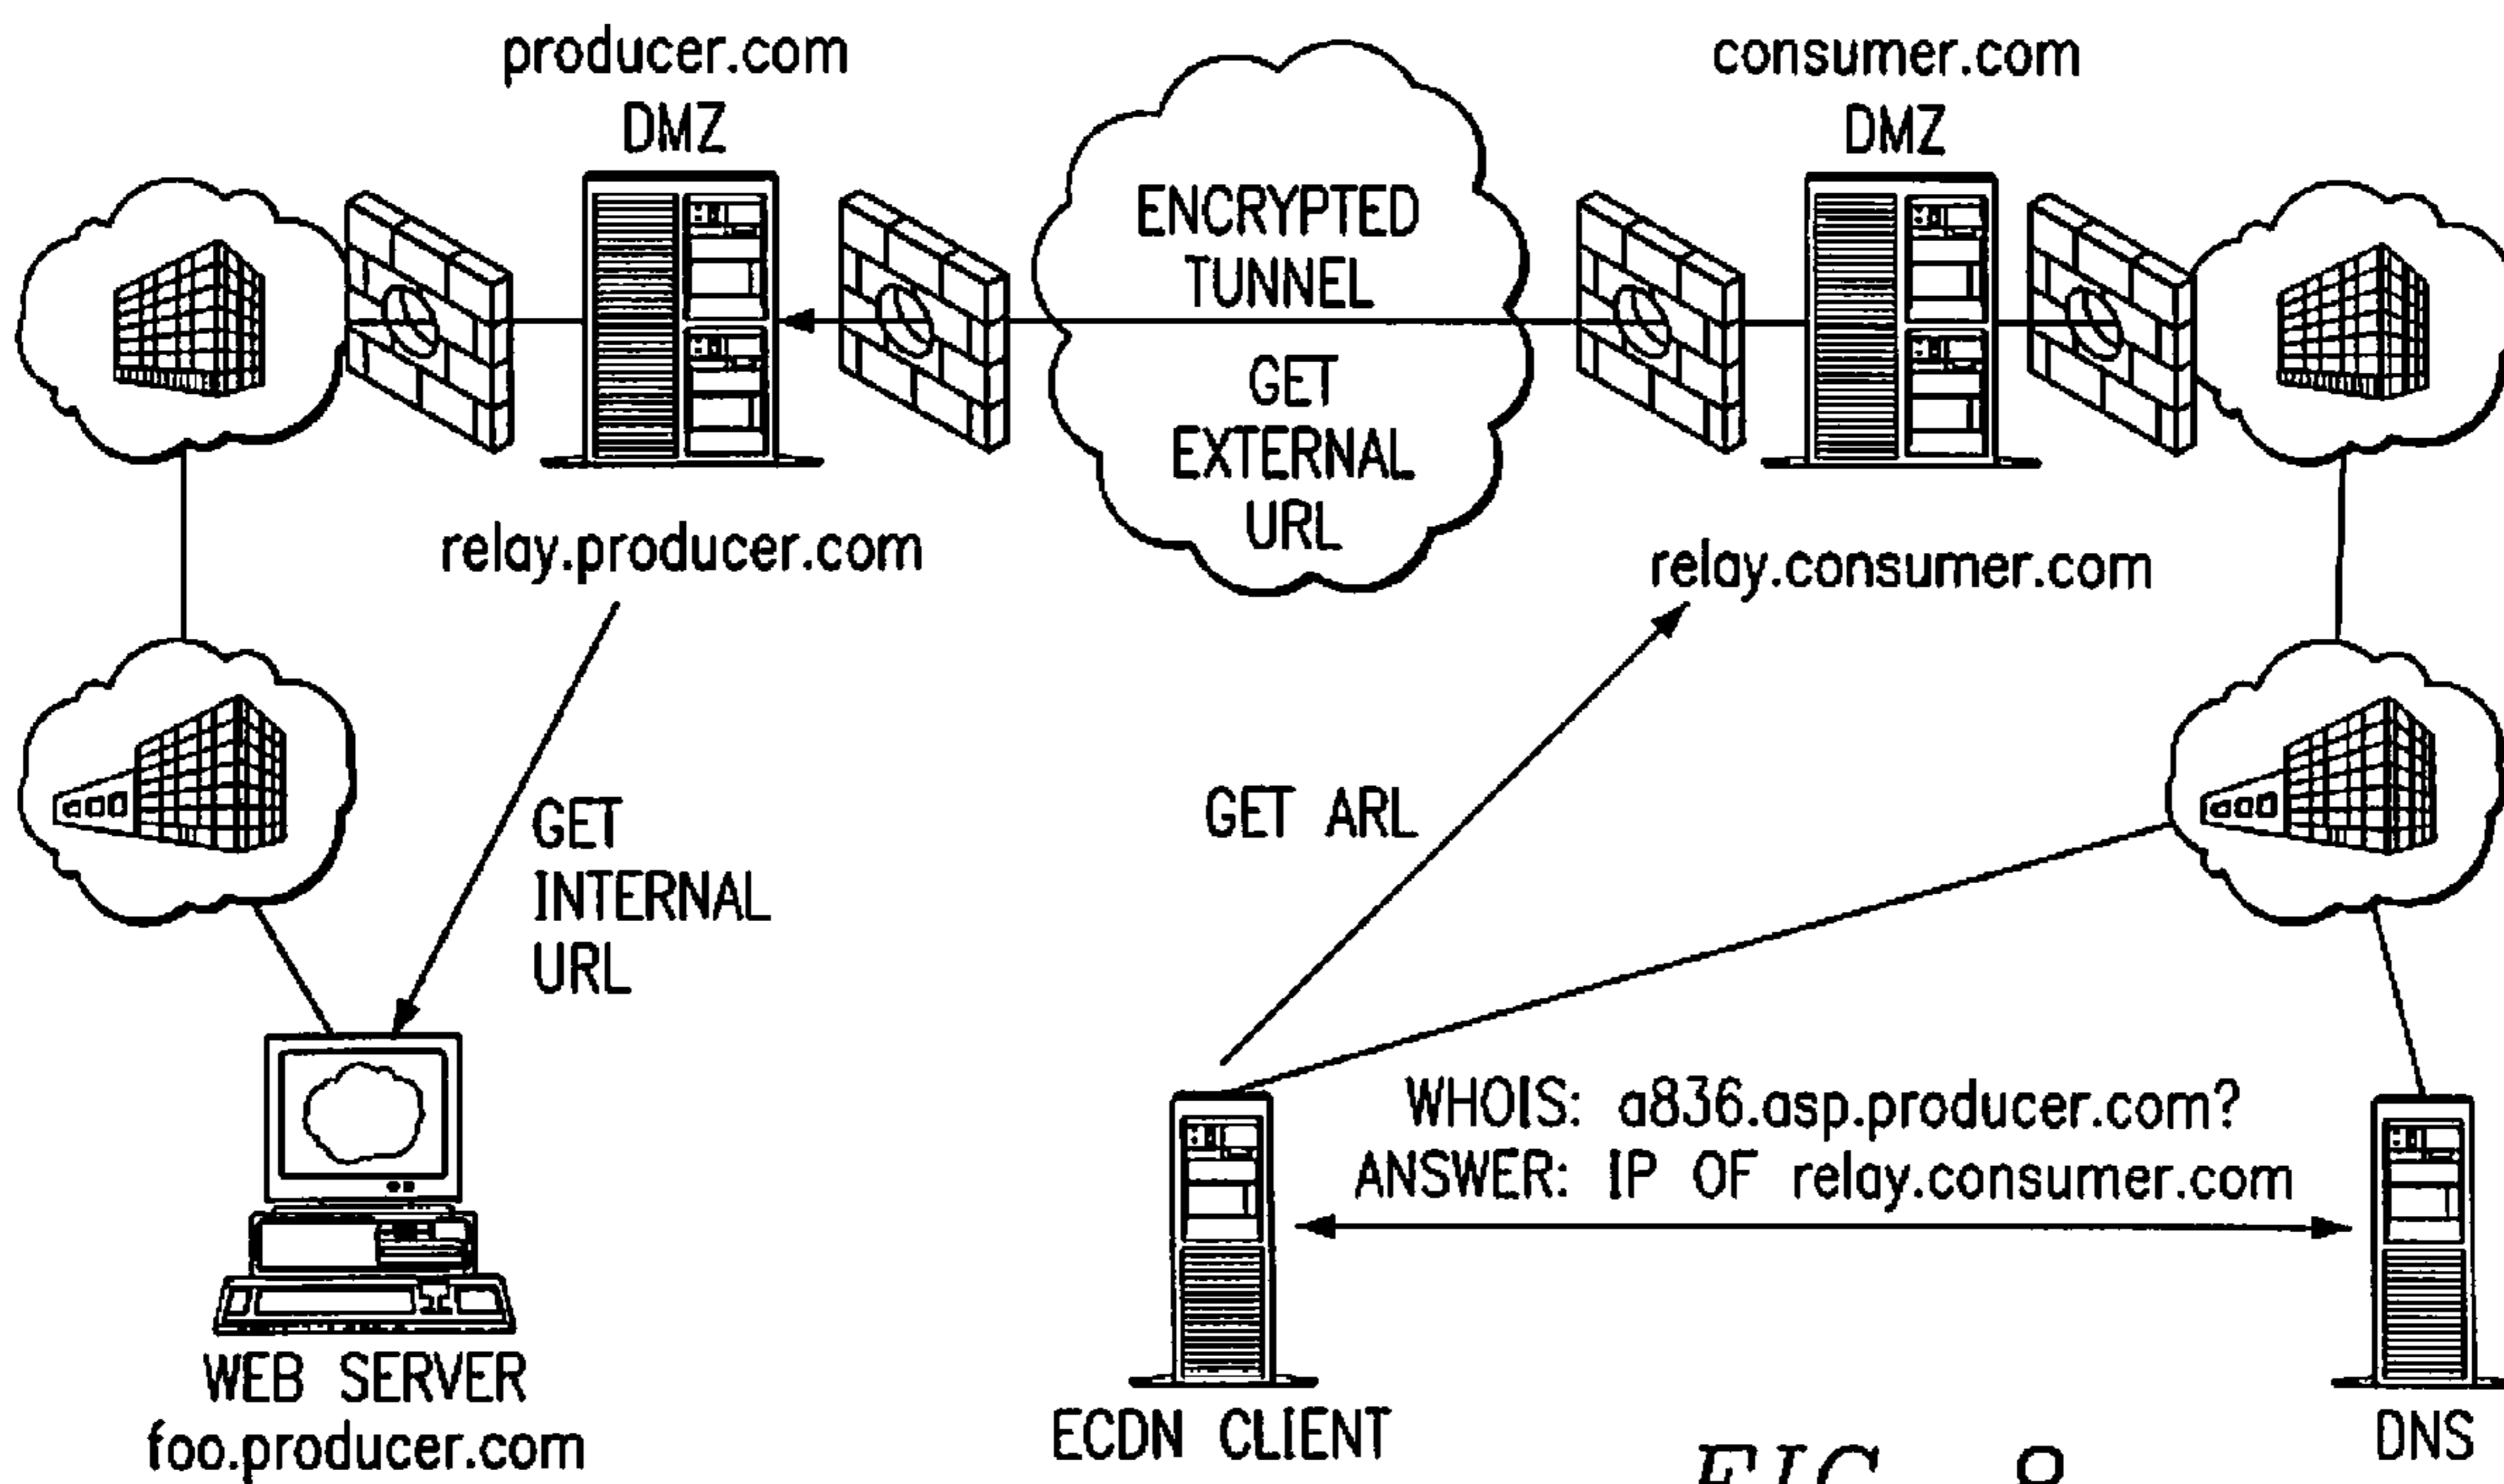 producer.com
DMZ
consumer.com
DMZ
ENCRYPTED
TUNNEL
GET
EXTERNAL
URL
relay.producer.com
relay.consumer.com
GET
INTERNAL
URL
GET ARL
WHOIS: a836.asp.producer.com?
ANSWER: IP OF relay.consumer.com
WEB SERVER
foo.producer.com
ECDN CLIENT
DNS
FIG. 8